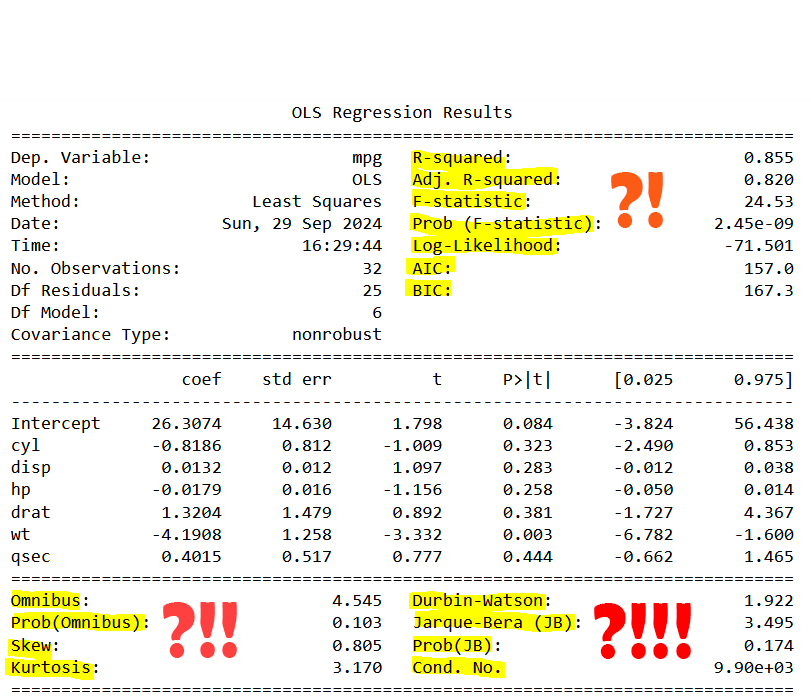 OLS Regression Results
==============================================================================
Dep. Variable: mpg R-squared: 0.855
Model: OLS Adj. R-squared: 0.820
Method: Least Squares F-statistic: 24.53
Date: Sun, 29 Sep 2024 Prob (F-statistic): 2.45e-09
Time: 16:29:44 Log-Likelihood: -71.501
No. Observations: 32 AIC: 157.0
Df Residuals: 25 BIC: 167.3
Df Model: 6
Covariance Type: nonrobust
==============================================================================
coef std err t P>|t| [0.025 0.975]
------------------------------------------------------------------------------
Intercept 26.3074 14.630 1.798 0.084 -3.824 56.438
cyl -0.8186 0.812 -1.009 0.323 -2.490 0.853
disp 0.0132 0.012 1.097 0.283 -0.012 0.038
hp -0.0179 0.016 -1.156 0.258 -0.050 0.014
drat 1.3204 1.479 0.892 0.381 -1.727 4.367
wt -4.1908 1.258 -3.332 0.003 -6.782 -1.600
qsec 0.4015 0.517 0.777 0.444 -0.662 1.465
==============================================================================
Omnibus: 4.545 Durbin-Watson: 1.922
Prob(Omnibus): 0.103 Jarque-Bera (JB): 3.495
Skew: 0.805 Prob(JB): 0.174
Kurtosis: 3.170 Cond. No. 9.90e+03
==============================================================================
?!
?!!!
?!!!